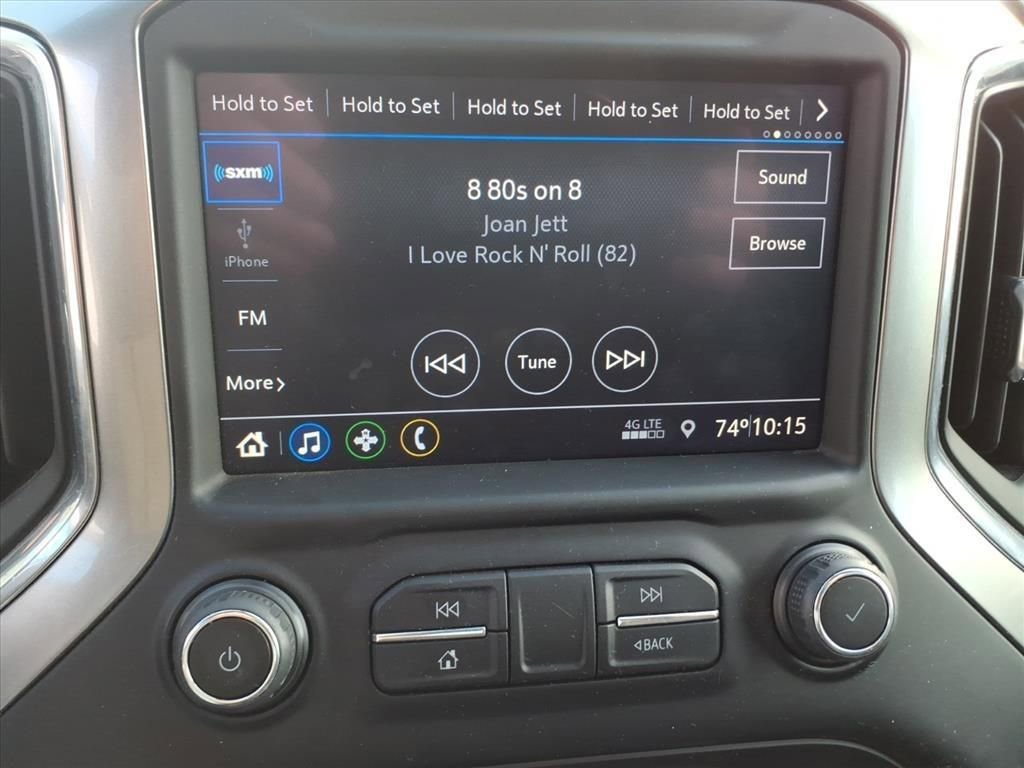 Hold to Set Hold to Set Hold to Set Hold to Set Hold to Set
sxm
8 80s on 8
Sound
Joan Jett
I Love Rock N' Roll (82)
Browse
iPhone
FM
Tune
More
4G LTE
74° 10:15
BACK